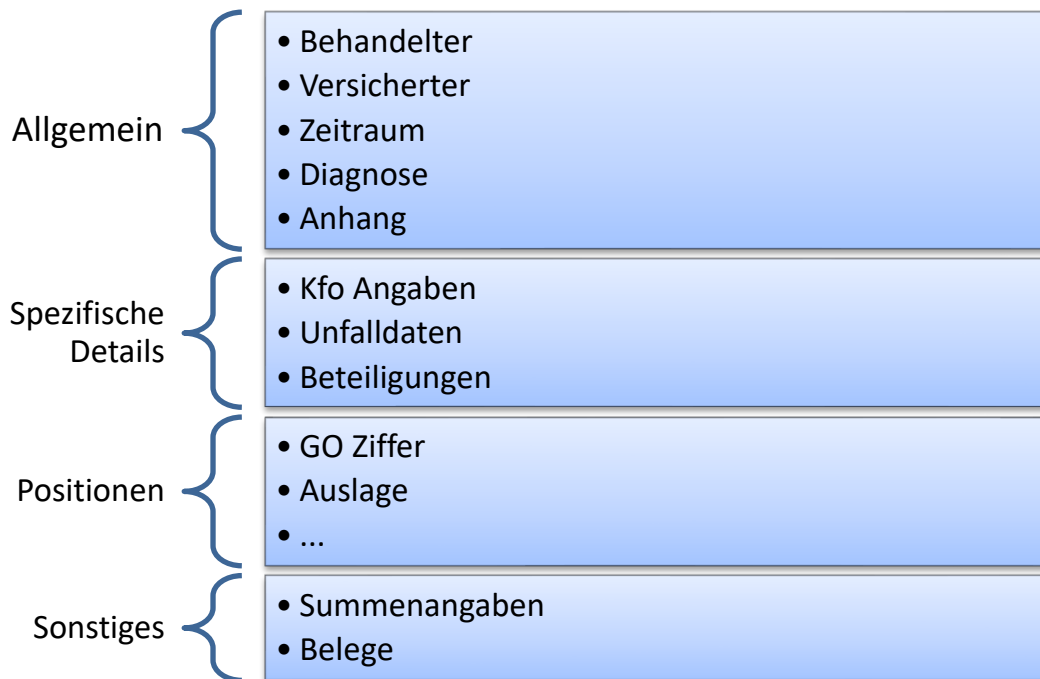 Allgemein
• Behandelter
• Versicherter
• Zeitraum
• Diagnose
• Anhang
Spezifische
Details
• Kfo Angaben
• Unfalldaten
• Beteiligungen
Positionen
• GO Ziffer
• Auslage
• ...
Sonstiges
• Summenangaben
• Belege